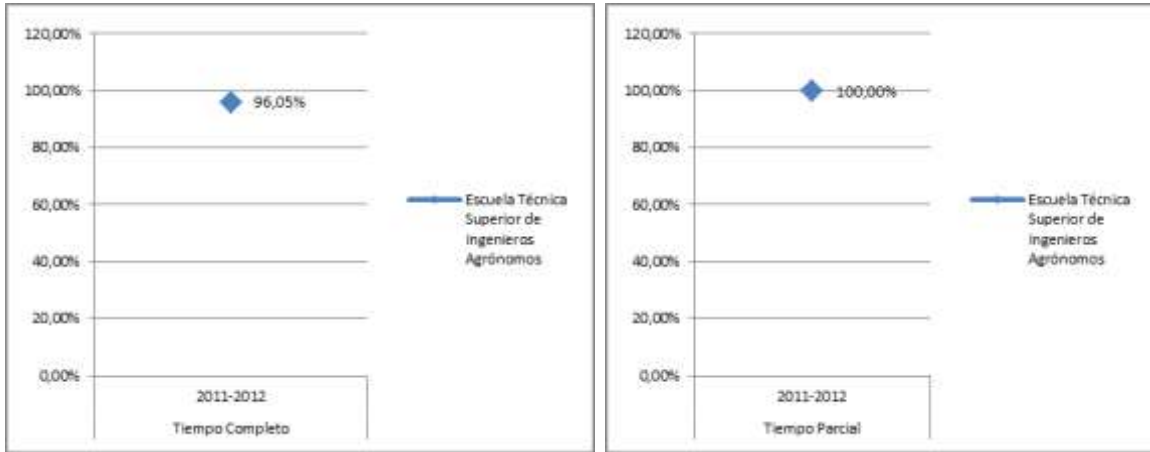 120,00%
100,00%
96,05%
80,00%
60,00%
40,00%
20,00%
0,00%
2011-2012
Tiempo Completo
Escuela Técnica
Superior de
Ingenieros
Agrónomos
120,00%
100,00%
100,00%
80,00%
60,00%
40,00%
20,00%
0,00%
2011-2012
Tiempo Parcial
Escuela Técnica
Superior de
Ingenieros
Agrónomos